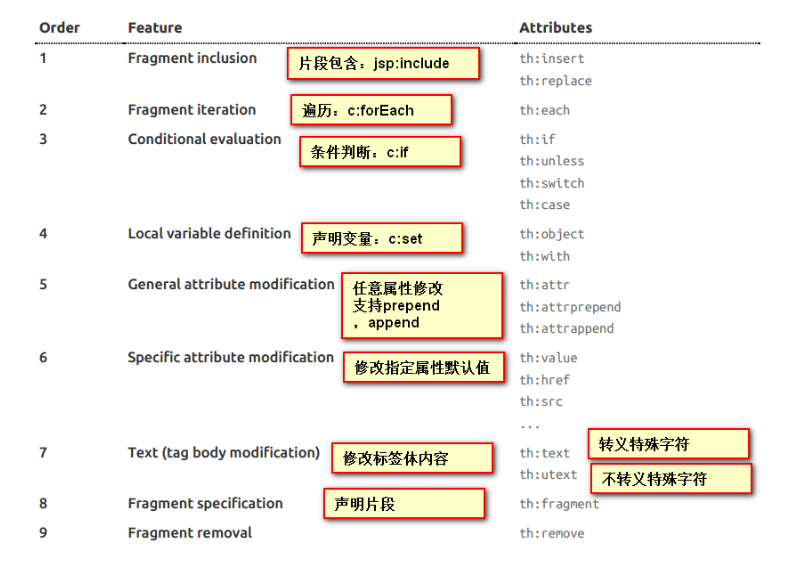 Order Feature Attributes
1 Fragment inclusion 片段包含：jsp:include th:insert
th:replace
2 Fragment iteration 遍历：c:forEach th:each
3 Conditional evaluation 条件判断：c:if th:if
th:unless
th:switch
th:case
4 Local variable definition 声明变量：c:set th:object
th:with
5 General attribute modification 任意属性修改 th:attr
支持prepend th:attrprepend
，append th:attrappend
6 Specific attribute modification 修改指定属性默认值 th:value
th:href
th:src
...
7 Text (tag body modification) 修改标签体内容 th:text 转义特殊字符
th:utext 不转义特殊字符
8 Fragment specification 声明片段 th:fragment
9 Fragment removal th:remove